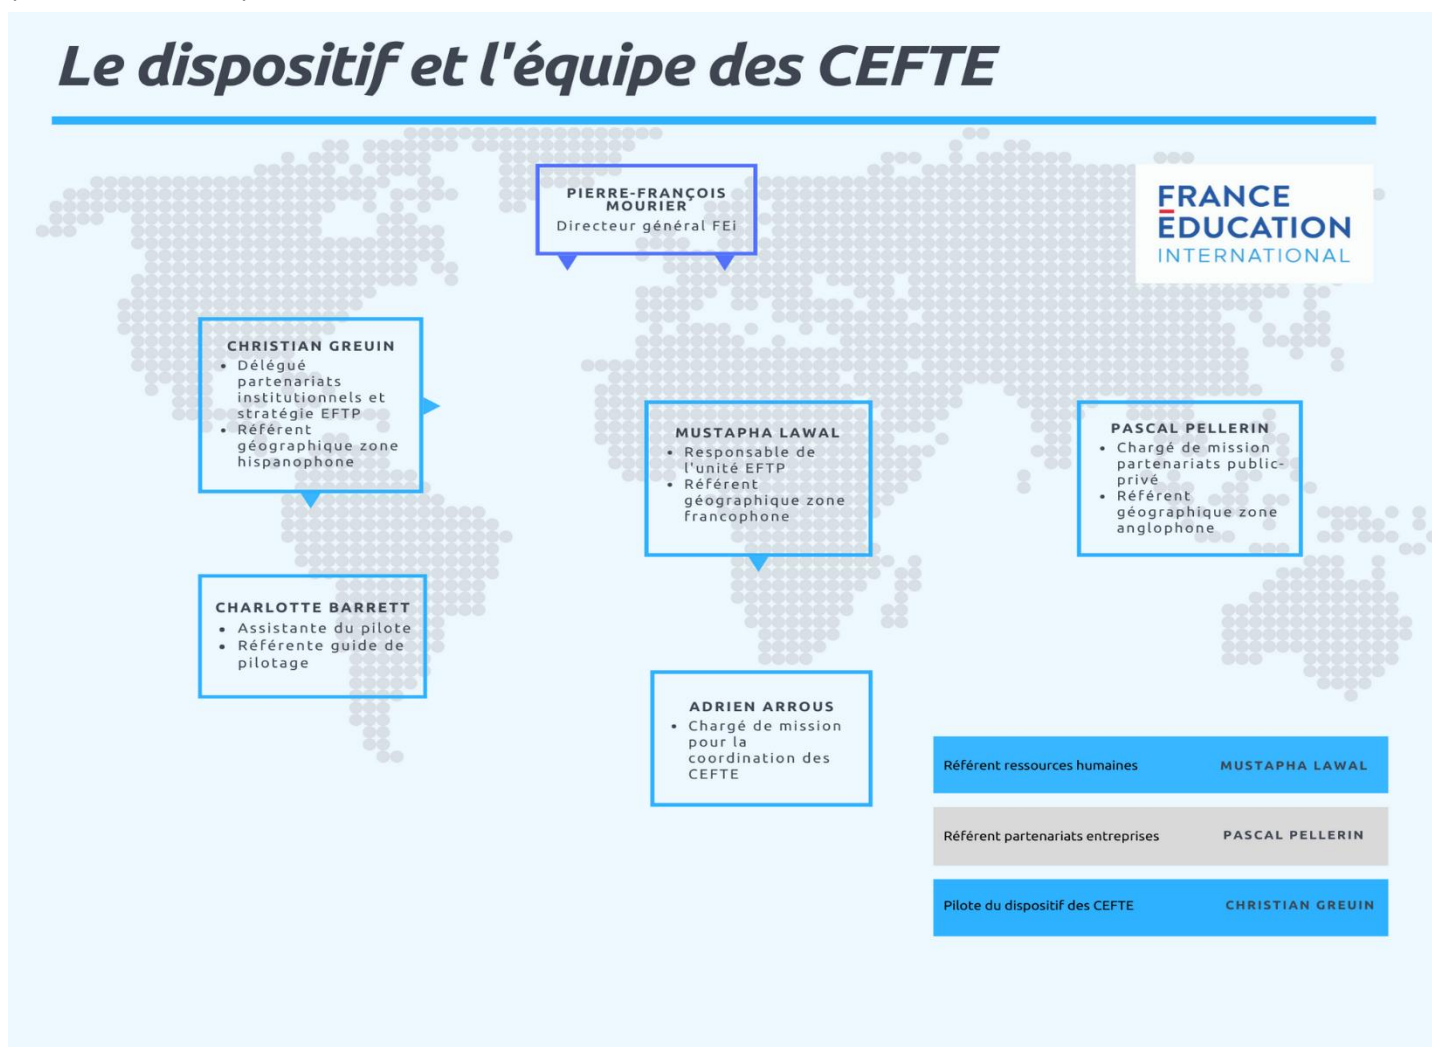 Le dispositif et l'équipe des CEFTE
PIERRE-FRANÇOIS
MOURIER
Directeur général FEi
FRANCE
ÉDUCATION
INTERNATIONAL
CHRISTIAN GREUIN
• Délégué
partenariats
institutionnels et
stratégie EFTP
• Référent
géographique zone
hispanophone
MUSTAPHA LAWAL
• Responsable de
l'unité EFTP
• Référent
géographique zone
francophone
PASCAL PELLERIN
• Chargé de mission
partenariats public-
privé
• Référent
géographique zone
anglophone
CHARLOTTE BARRETT
• Assistante du pilote
• Référente guide de
pilotage
ADRIEN ARROUS
• Chargé de mission
pour la
coordination des
CEFTE
Référent ressources humaines MUSTAPHA LAWAL
Référent partenariats entreprises PASCAL PELLERIN
Pilote du dispositif des CEFTE CHRISTIAN GREUIN